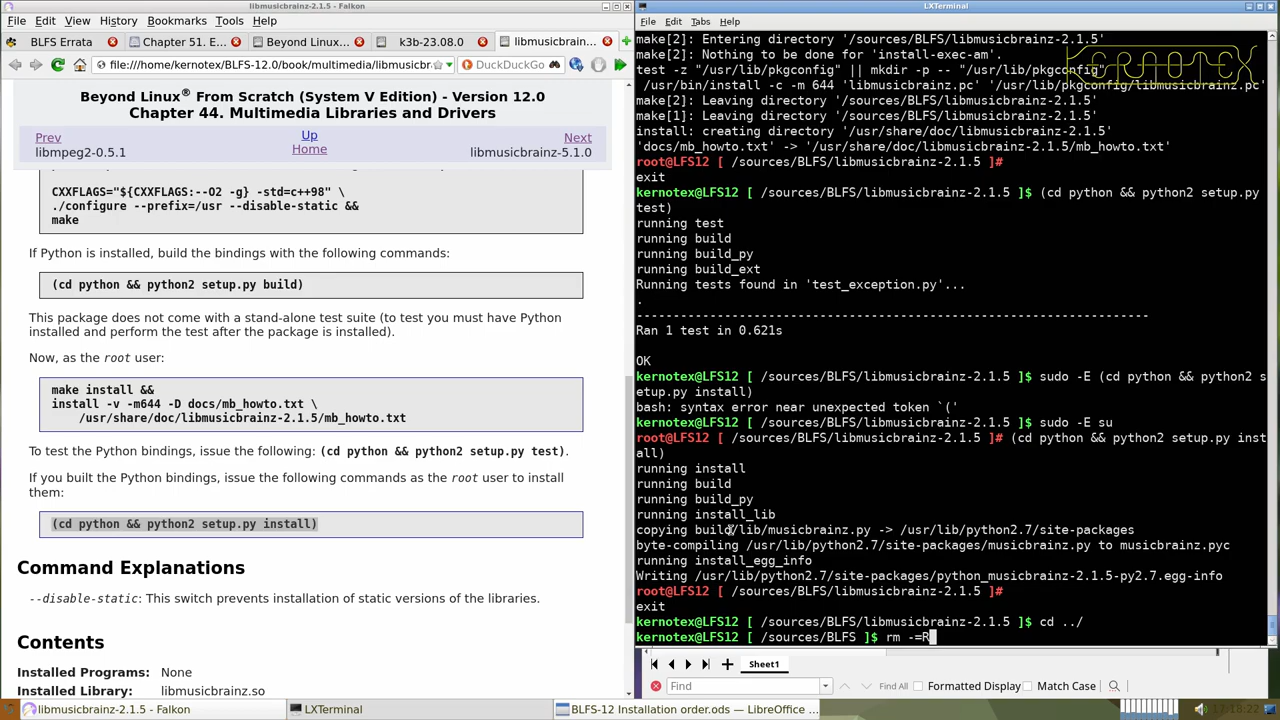 libmusicbrainz-2.1.5 - Falkon
File Edit View History Bookmarks Tools Help
BLFS Errata
Chapter 51. E...
Beyond Linux...
k3b-23.08.0
libmusicbrainz-2.1.5
file:///home/kernotex/BLFS-12.0/book/multimedia/libmusicbr
DuckDuckGo
Beyond Linux® From Scratch (System V Edition) - Version 12.0
Chapter 44. Multimedia Libraries and Drivers
Prev
Up
Next
libmpeg2-0.5.1
Home
libmusicbrainz-5.1.0
CXXFLAGS="${CXXFLAGS:--O2 -g} -std=c++98" \
./configure --prefix=/usr --disable-static &&
make
If Python is installed, build the bindings with the following commands:
(cd python && python2 setup.py build)
This package does not come with a stand-alone test suite (to test you must have Python
installed and perform the test after the package is installed).
Now, as the root user:
make install &&
install -v -m644 -D docs/mb_howto.txt \
/usr/share/doc/libmusicbrainz-2.1.5/mb_howto.txt
To test the Python bindings, issue the following: (cd python && python2 setup.py test).
If you built the Python bindings, issue the following commands as the root user to install
them:
(cd python && python2 setup.py install)
Command Explanations
--disable-static: This switch prevents installation of static versions of the libraries.
Contents
Installed Programs: None
Installed Library: libmusicbrainz.so
LXTerminal
File Edit Tabs Help
KERNOTEX
make[2]: Entering directory '/sources/BLFS/libmusicbrainz-2.1.5'
make[2]: Nothing to be done for 'install-exec-am'.
test -z "/usr/lib/pkgconfig" || mkdir -p -- "/usr/lib/pkgconfig"
/usr/bin/install -c -m 644 'libmusicbrainz.pc' '/usr/lib/pkgconfig/libmusicbrainz.pc'
make[2]: Leaving directory '/sources/BLFS/libmusicbrainz-2.1.5'
make[1]: Leaving directory '/sources/BLFS/libmusicbrainz-2.1.5'
install: creating directory '/usr/share/doc/libmusicbrainz-2.1.5'
'docs/mb_howto.txt' -> '/usr/share/doc/libmusicbrainz-2.1.5/mb_howto.txt'
root@LFS12 [ /sources/BLFS/libmusicbrainz-2.1.5 ]#
exit
kernotex@LFS12 [ /sources/BLFS/libmusicbrainz-2.1.5 ]$ (cd python && python2 setup.py
test)
running test
running build
running build_py
running build_ext
Running tests found in 'test_exception.py'...
.
----------------------------------------------------------------------
Ran 1 test in 0.621s
OK
kernotex@LFS12 [ /sources/BLFS/libmusicbrainz-2.1.5 ]$ sudo -E (cd python && python2 s
etup.py install)
bash: syntax error near unexpected token `('
kernotex@LFS12 [ /sources/BLFS/libmusicbrainz-2.1.5 ]$ sudo -E su
root@LFS12 [ /sources/BLFS/libmusicbrainz-2.1.5 ]# (cd python && python2 setup.py inst
all)
running install
running build
running build_py
running install_lib
copying build/lib/musicbrainz.py -> /usr/lib/python2.7/site-packages
byte-compiling /usr/lib/python2.7/site-packages/musicbrainz.py to musicbrainz.pyc
running install_egg_info
Writing /usr/lib/python2.7/site-packages/python_musicbrainz-2.1.5-py2.7.egg-info
root@LFS12 [ /sources/BLFS/libmusicbrainz-2.1.5 ]#
exit
kernotex@LFS12 [ /sources/BLFS/libmusicbrainz-2.1.5 ]$ cd ../
kernotex@LFS12 [ /sources/BLFS ]$ rm -=R
Sheet1
Find
Find All
Formatted Display
Match Case
libmusicbrainz-2.1.5 - Falkon
LXTerminal
BLFS-12 Installation order.ods — LibreOffice ...
17:18:22